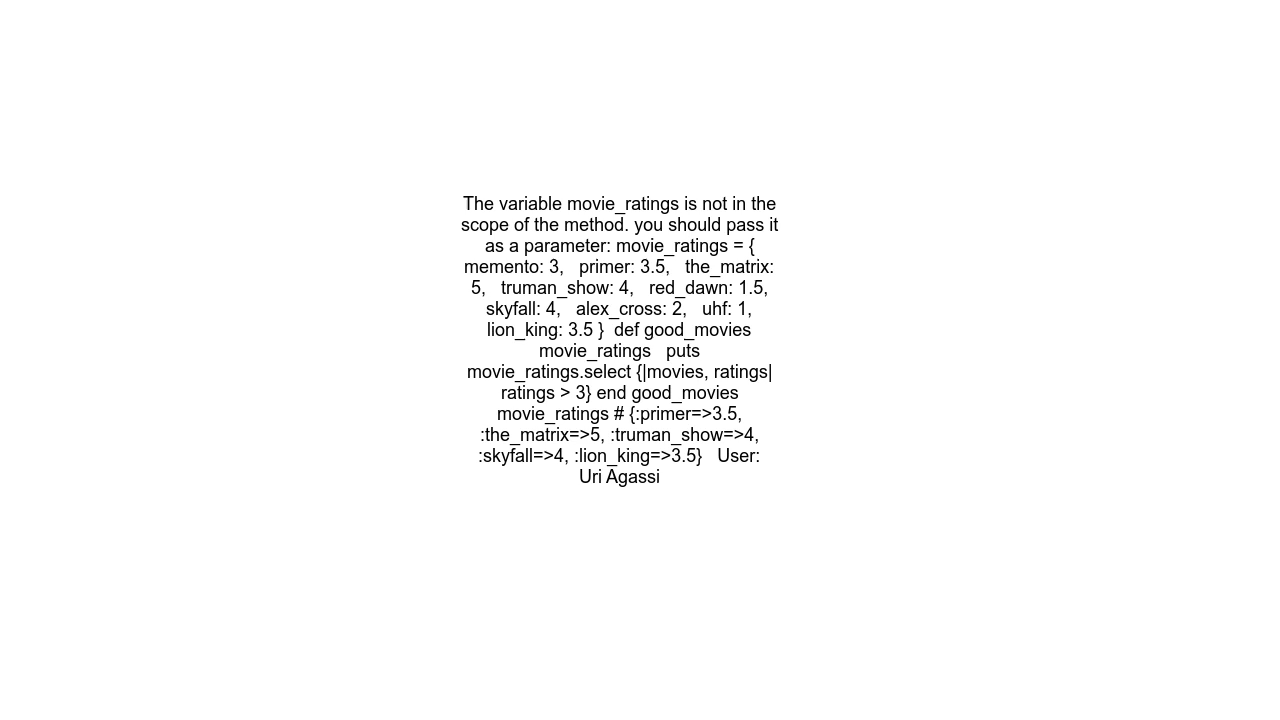 The variable movie_ratings is not in the
scope of the method. you should pass it
as a parameter: movie_ratings = {
memento: 3,   primer: 3.5,   the_matrix:
5,   truman_show: 4,   red_dawn: 1.5,
skyfall: 4,   alex_cross: 2,   uhf: 1,
lion_king: 3.5 }  def good_movies
movie_ratings   puts
movie_ratings.select {|movies, ratings|
ratings > 3} end good_movies
movie_ratings # {:primer=>3.5,
:the_matrix=>5, :truman_show=>4,
:skyfall=>4, :lion_king=>3.5}   User:
Uri Agassi